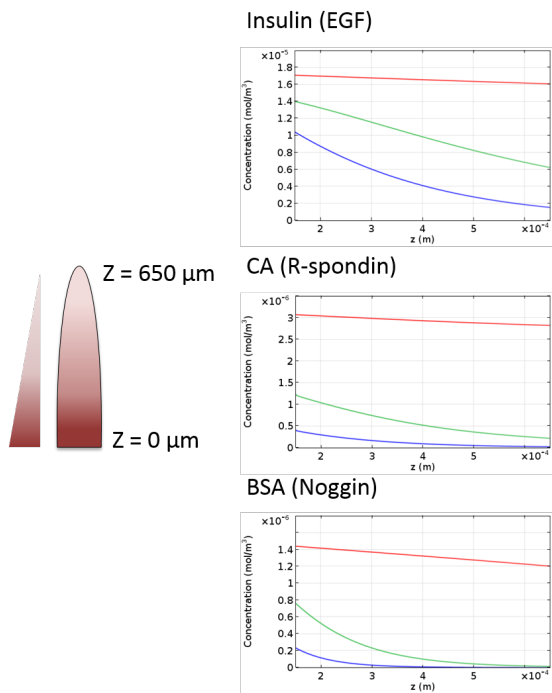 Insulin (EGF)
×10⁻⁵
Concentration (mol/m³)
1.8
1.6
1.4
1.2
1
0.8
0.6
0.4
0.2
0
2 3 4 5 6 ×10⁻⁴
z (m)
CA (R-spondin)
×10⁻⁶
Concentration (mol/m³)
3
2.5
2
1.5
1
0.5
0
2 3 4 5 6 ×10⁻⁴
z (m)
Z = 650 µm
Z = 0 µm
BSA (Noggin)
×10⁻⁶
Concentration (mol/m³)
1.4
1.2
1
0.8
0.6
0.4
0.2
0
2 3 4 5 6 ×10⁻⁴
z (m)